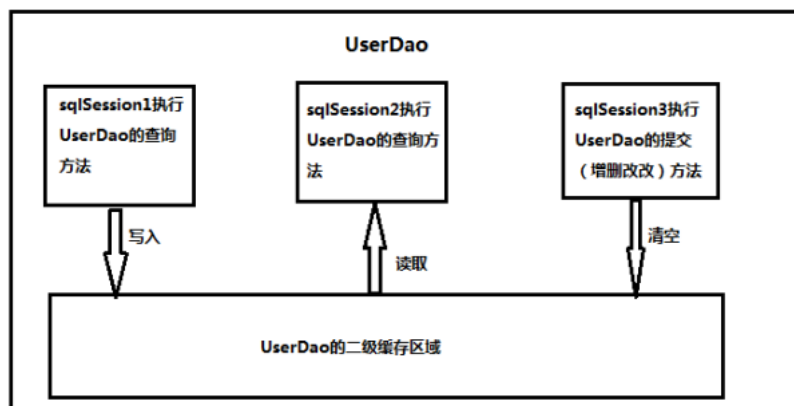 UserDao
sqlSession1执行
UserDao的查询
方法
sqlSession2执行
UserDao的查询方
法
sqlSession3执行
UserDao的提交
（增删改改）方法
写入
读取
清空
UserDao的二级缓存区域